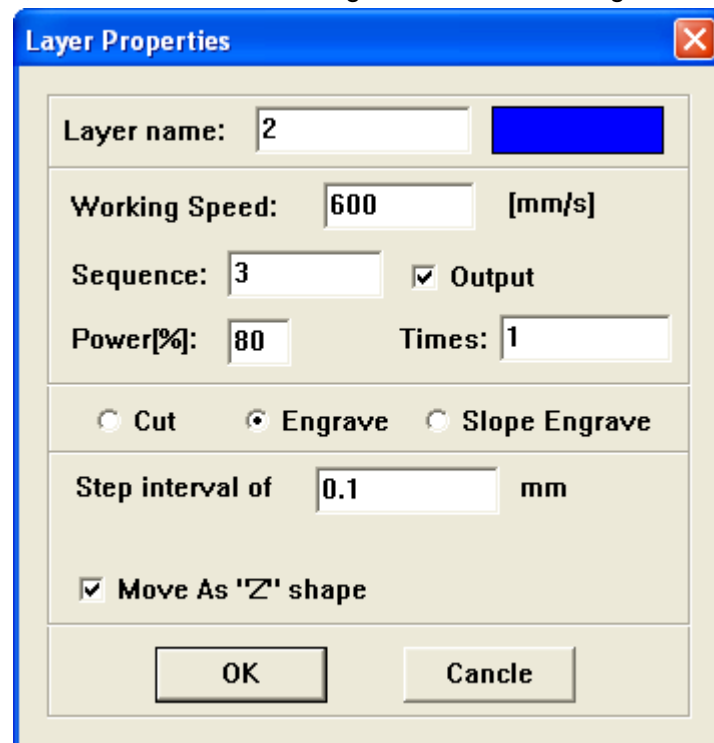 Layer Properties
Layer name: 2
Working Speed: 600 [mm/s]
Sequence: 3 Output
Power[%]: 80 Times: 1
Cut Engrave Slope Engrave
Step interval of 0.1 mm
Move As "Z" shape
OK Cancle